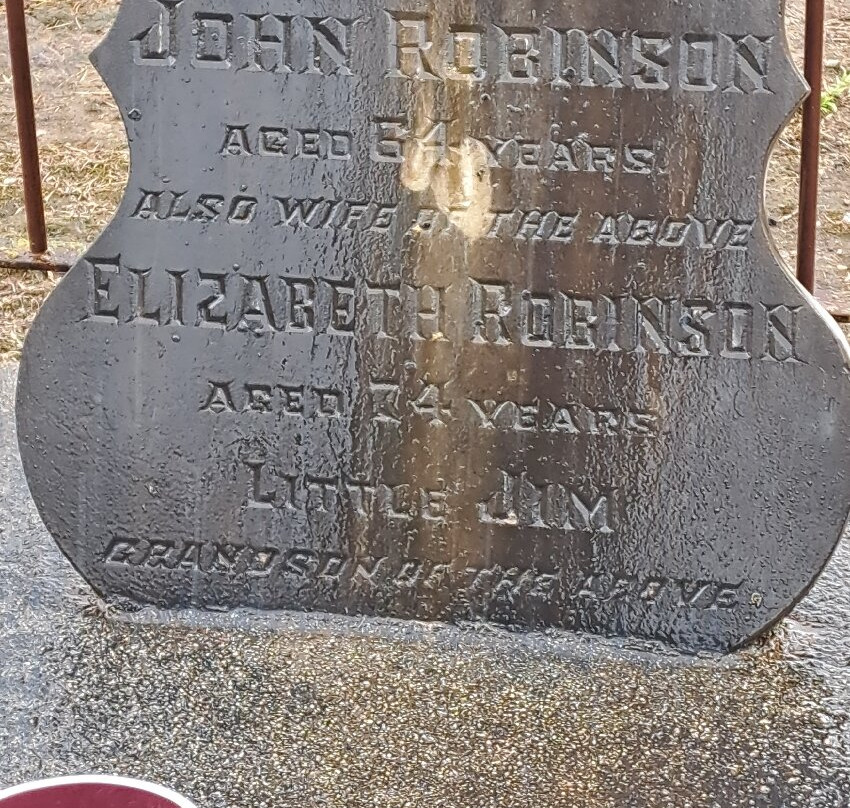 JOHN ROBINSON
AGED 64 YEARS.
ALSO WIFE OF THE ABOVE
ELIZABETH ROBINSON
AGED 74 YEARS
LITTLE JIM
GRANDSON OF THE ABOVE.